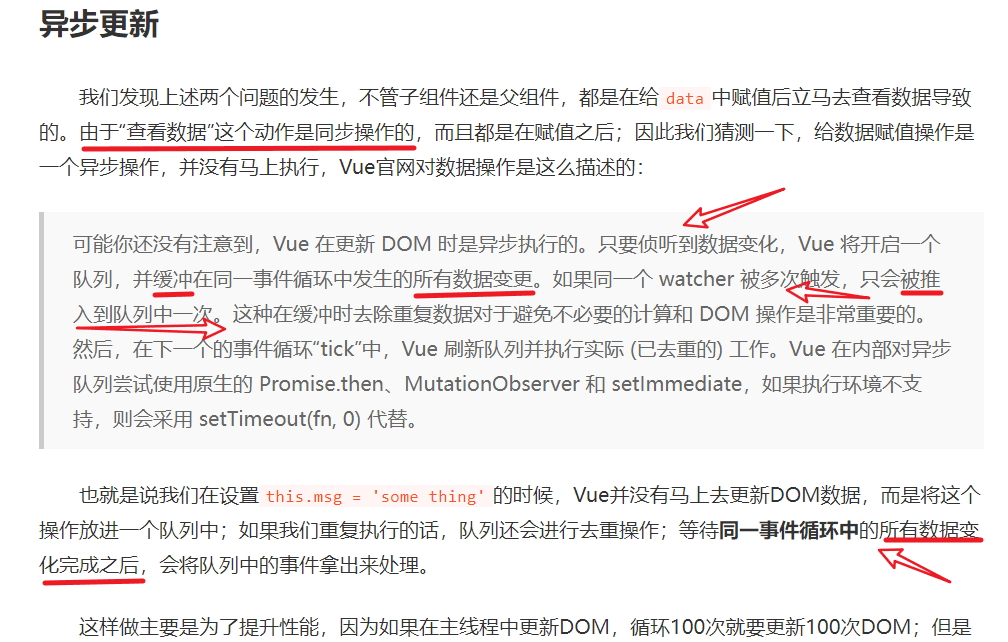 异步更新
我们发现上述两个问题的发生，不管子组件还是父组件，都是在给 data 中赋值后立马去查看数据导致
的。由于“查看数据”这个动作是同步操作的，而且都是在赋值之后；因此我们猜测一下，给数据赋值操作是
一个异步操作，并没有马上执行，Vue官网对数据操作是这么描述的：
可能你还没有注意到，Vue 在更新 DOM 时是异步执行的。只要侦听到数据变化，Vue 将开启一个
队列，并缓冲在同一事件循环中发生的所有数据变更。如果同一个 watcher 被多次触发，只会被推
入到队列中一次。这种在缓冲时去除重复数据对于避免不必要的计算和 DOM 操作是非常重要的。
然后，在下一个的事件循环“tick”中，Vue 刷新队列并执行实际 (已去重的) 工作。Vue 在内部对异步
队列尝试使用原生的 Promise.then、MutationObserver 和 setImmediate，如果执行环境不支
持，则会采用 setTimeout(fn, 0) 代替。
也就是说我们在设置 this.msg = 'some thing' 的时候，Vue并没有马上去更新DOM数据，而是将这个
操作放进一个队列中；如果我们重复执行的话，队列还会进行去重操作；等待同一事件循环中的所有数据变
化完成之后，会将队列中的事件拿出来处理。
这样做主要是为了提升性能，因为如果在主线程中更新DOM，循环100次就要更新100次DOM；但是